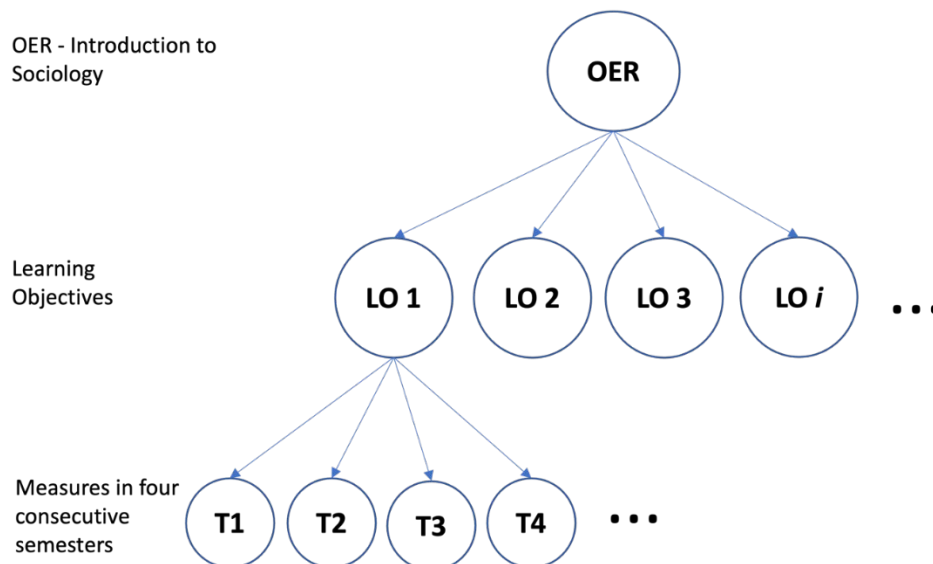 OER - Introduction to
Sociology
OER
Learning
Objectives
LO 1
LO 2
LO 3
LO i
...
Measures in four
consecutive
semesters
T1
T2
T3
T4
...